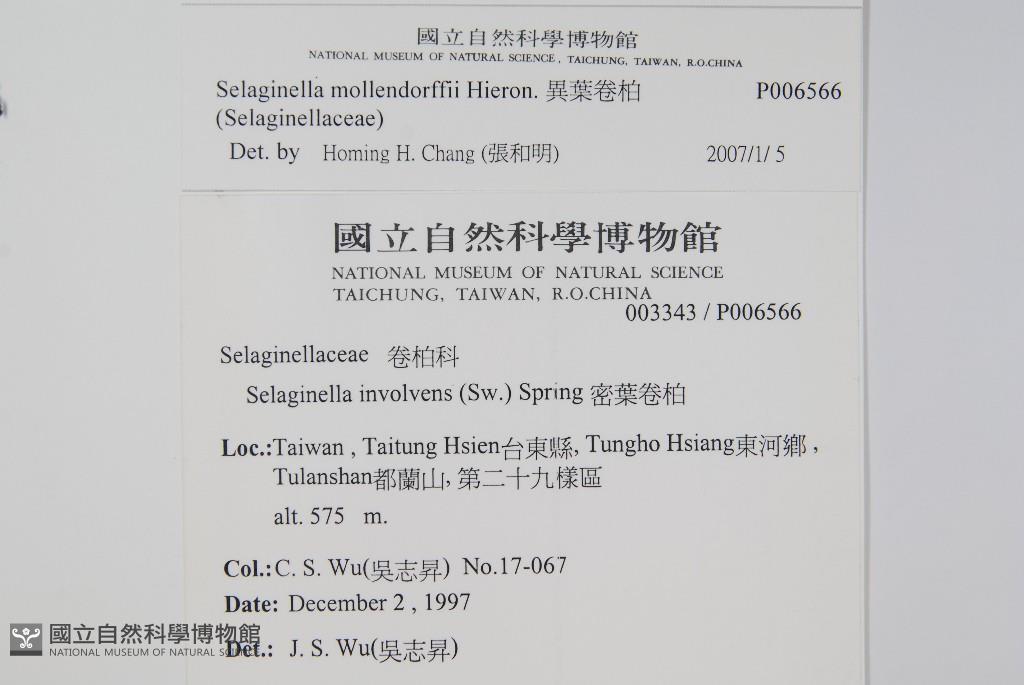 國立自然科學博物館
NATIONAL MUSEUM OF NATURAL SCIENCE, TAICHUNG, TAIWAN, R.O.CHINA
Selaginella mollendorffii Hieron. 異葉卷柏 P006566
(Selaginellaceae)
Det. by Homing H. Chang (張和明) 2007/1/5
國立自然科學博物館
NATIONAL MUSEUM OF NATURAL SCIENCE
TAICHUNG, TAIWAN, R.O.CHINA
003343 / P006566
Selaginellaceae 卷柏科
Selaginella involvens (Sw.) Spring 密葉卷柏
Loc.:Taiwan , Taitung Hsien台東縣, Tungho Hsiang東河鄉 ,
Tulanshan都蘭山, 第二十九樣區
alt. 575 m.
Col.:C. S. Wu(吳志昇) No.17-067
Date: December 2 , 1997
Det.: J. S. Wu(吳志昇)
國立自然科學博物館
NATIONAL MUSEUM OF NATURAL SCIENCE